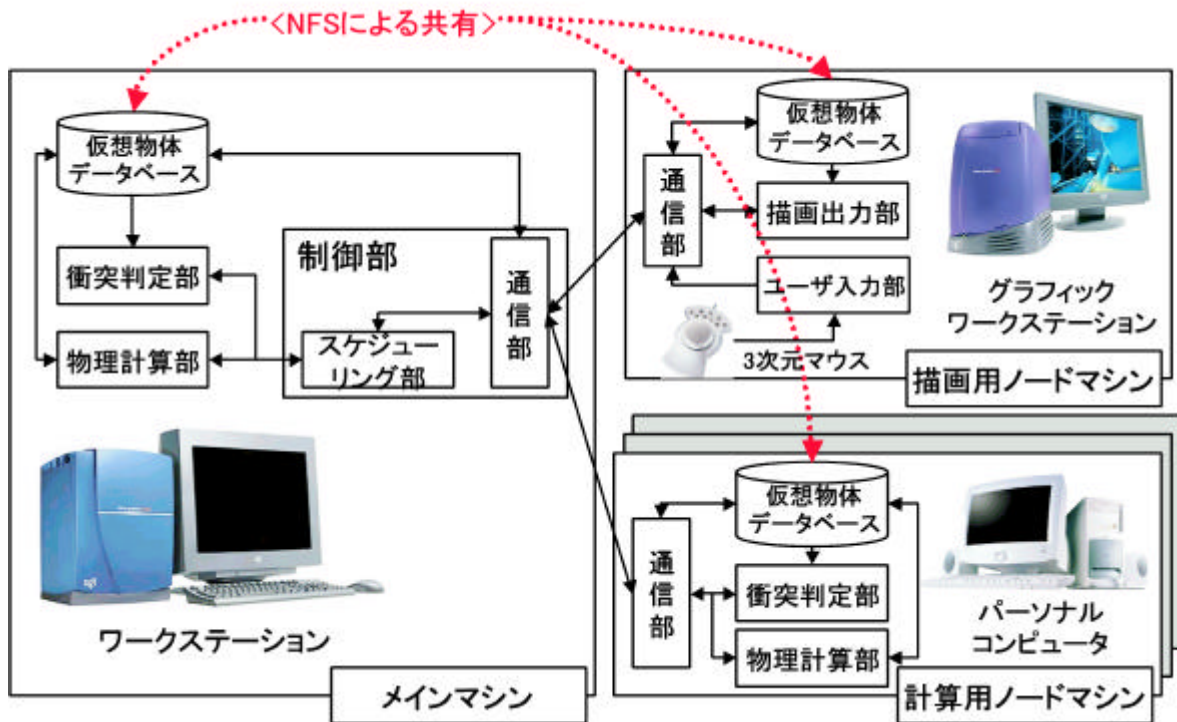 <NFSによる共有>
仮想物体
データベース
衝突判定部
物理計算部
制御部
スケジュー
リング部
通
信
部
ワークステーション
メインマシン
仮想物体
データベース
通
信
部
描画出力部
ユーザ入力部
3次元マウス
グラフィック
ワークステーション
描画用ノードマシン
仮想物体
データベース
通
信
部
衝突判定部
物理計算部
パーソナル
コンピュータ
計算用ノードマシン